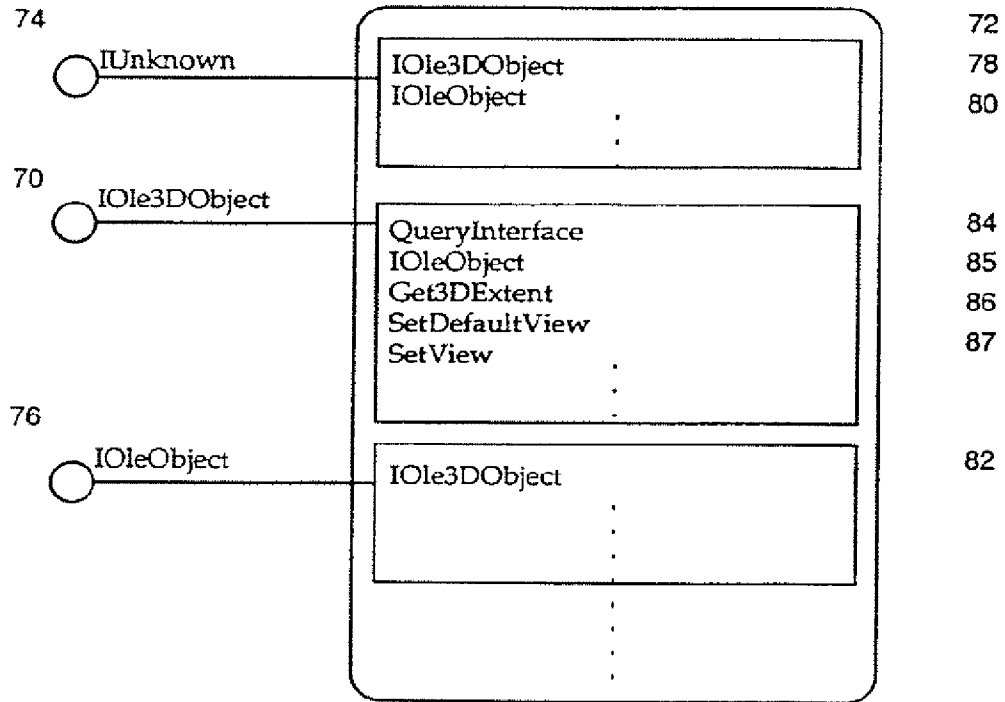 74
72
IUnknown
IOle3DObject
78
IOleObject
80
70
IOle3DObject
QueryInterface
84
IOleObject
85
Get3DExtent
86
SetDefaultView
87
SetView
76
IOleObject
IOle3DObject
82